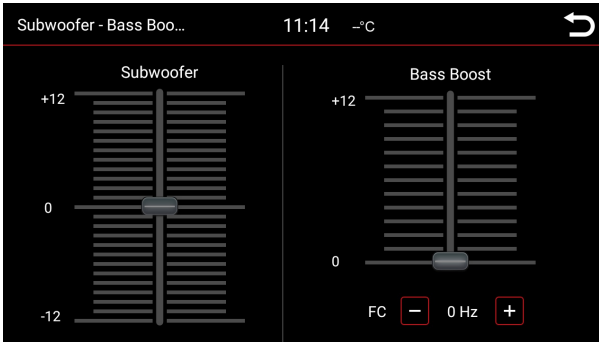 Subwoofer - Bass Boo...
11:14
--°C
Subwoofer
+12
0
-12
Bass Boost
+12
0
FC − 0 Hz +